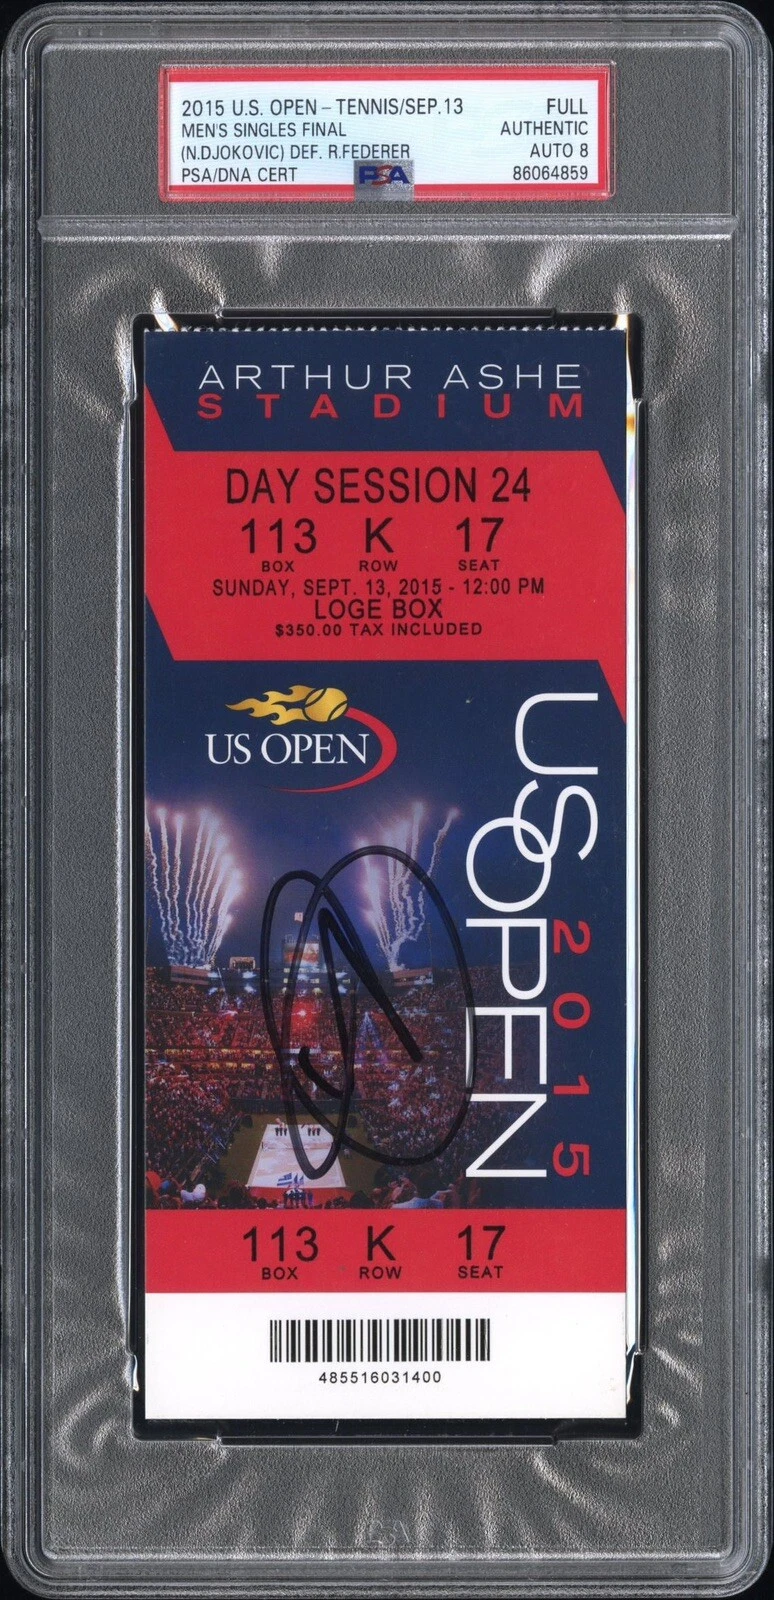 2015 U.S. OPEN – TENNIS/SEP.13 FULL
MEN'S SINGLES FINAL AUTHENTIC
(N.DJOKOVIC) DEF. R.FEDERER AUTO 8
PSA/DNA CERT PSA 86064859
ARTHUR ASHE
STADIUM
DAY SESSION 24
113 K 17
BOX ROW SEAT
SUNDAY, SEPT. 13, 2015 - 12:00 PM
LOGE BOX
$350.00 TAX INCLUDED
US OPEN
US OPEN
2015
113 K 17
BOX ROW SEAT
485516031400
PSA